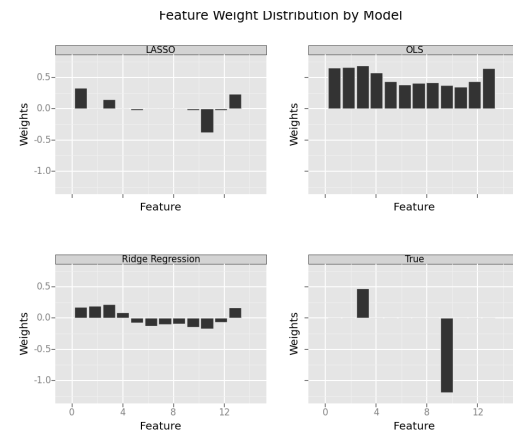 Feature Weight Distribution by Model
LASSO
OLS
0.5
0.0
-0.5
-1.0
Weights
Weights
Feature
Feature
Ridge Regression
True
0.5
0.0
-0.5
-1.0
Weights
Weights
0 4 8 12
0 4 8 12
Feature
Feature